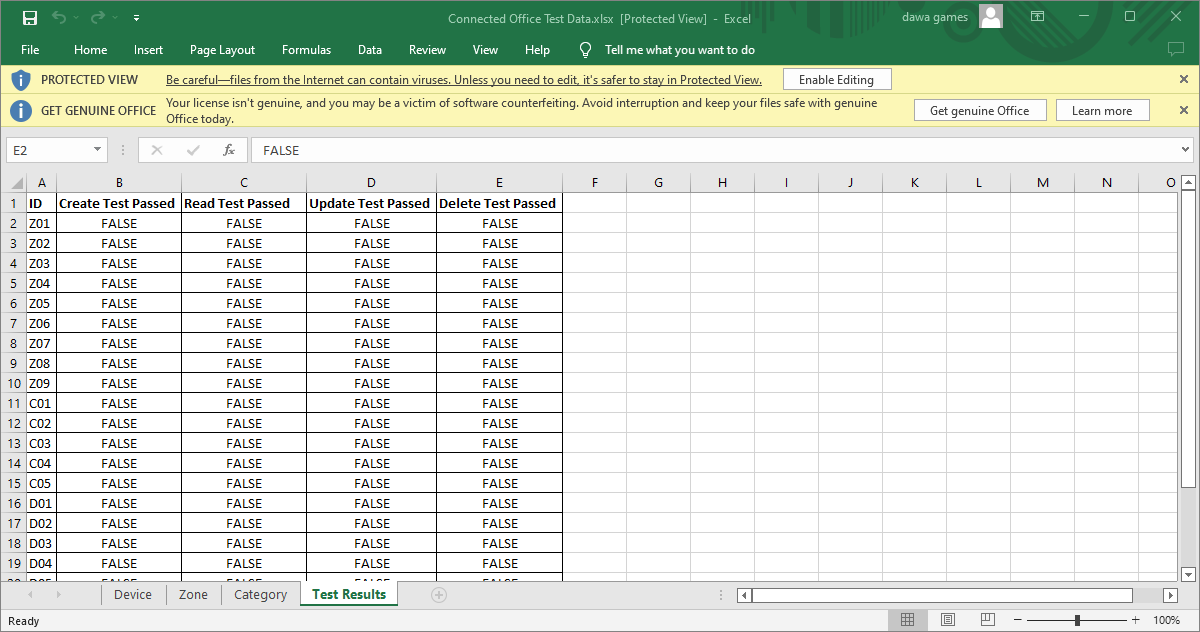 Connected Office Test Data.xlsx [Protected View] - Excel
dawa games
File Home Insert Page Layout Formulas Data Review View Help Tell me what you want to do
PROTECTED VIEW Be careful—files from the Internet can contain viruses. Unless you need to edit, it's safer to stay in Protected View. Enable Editing
GET GENUINE OFFICE Your license isn't genuine, and you may be a victim of software counterfeiting. Avoid interruption and keep your files safe with genuine
Office today.
Get genuine Office Learn more
E2 fx FALSE
A B C D E F G H I J K L M N O
1 ID Create Test Passed Read Test Passed Update Test Passed Delete Test Passed
2 Z01 FALSE FALSE FALSE FALSE
3 Z02 FALSE FALSE FALSE FALSE
4 Z03 FALSE FALSE FALSE FALSE
5 Z04 FALSE FALSE FALSE FALSE
6 Z05 FALSE FALSE FALSE FALSE
7 Z06 FALSE FALSE FALSE FALSE
8 Z07 FALSE FALSE FALSE FALSE
9 Z08 FALSE FALSE FALSE FALSE
10 Z09 FALSE FALSE FALSE FALSE
11 C01 FALSE FALSE FALSE FALSE
12 C02 FALSE FALSE FALSE FALSE
13 C03 FALSE FALSE FALSE FALSE
14 C04 FALSE FALSE FALSE FALSE
15 C05 FALSE FALSE FALSE FALSE
16 D01 FALSE FALSE FALSE FALSE
17 D02 FALSE FALSE FALSE FALSE
18 D03 FALSE FALSE FALSE FALSE
19 D04 FALSE FALSE FALSE FALSE
Device Zone Category Test Results
Ready 100%